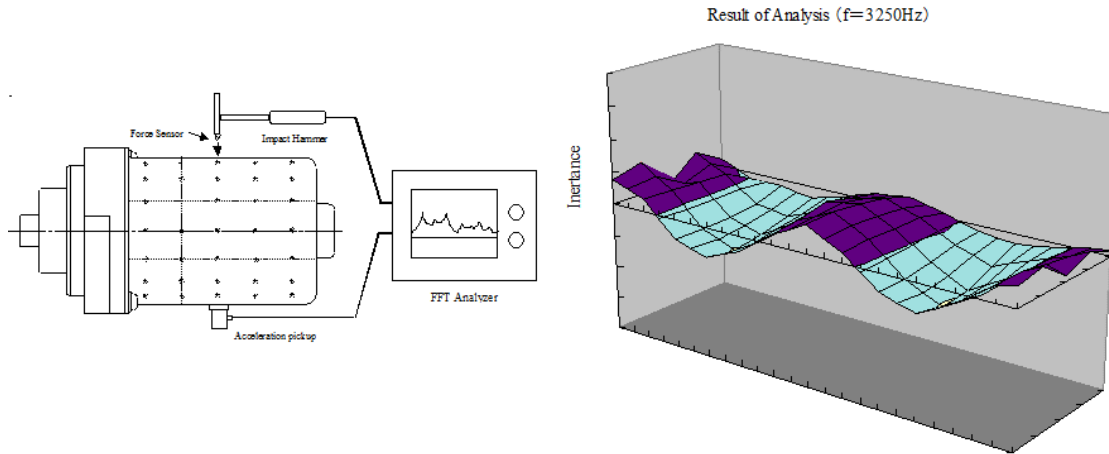 Result of Analysis (f=3250Hz)
Force Sensor
Impact Hammer
Inertance
FFT Analyzer
Acceleration pickup